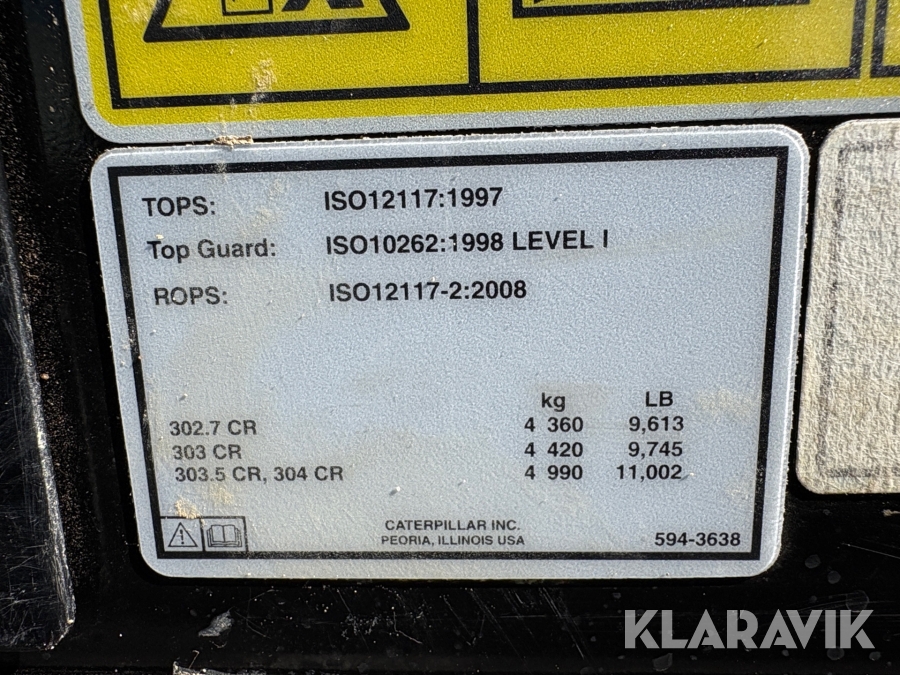 TOPS: ISO12117:1997
Top Guard: ISO10262:1998 LEVEL I
ROPS: ISO12117-2:2008
kg LB
302.7 CR 4 360 9,613
303 CR 4 420 9,745
303.5 CR, 304 CR 4 990 11,002
CATERPILLAR INC.
PEORIA, ILLINOIS USA 594-3638
KLARAVIK